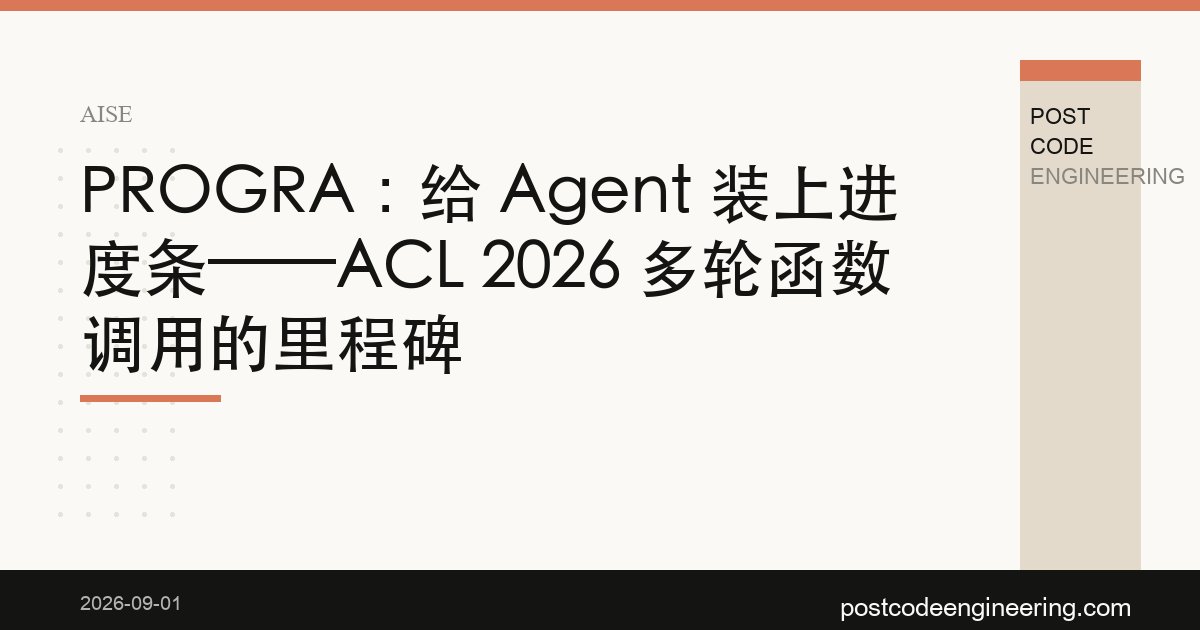 AISE
PROGRA：给 Agent 装上进
度条——ACL 2026 多轮函数
调用的里程碑
POST
CODE
ENGINEERING
2026-09-01
postcodeengineering.com